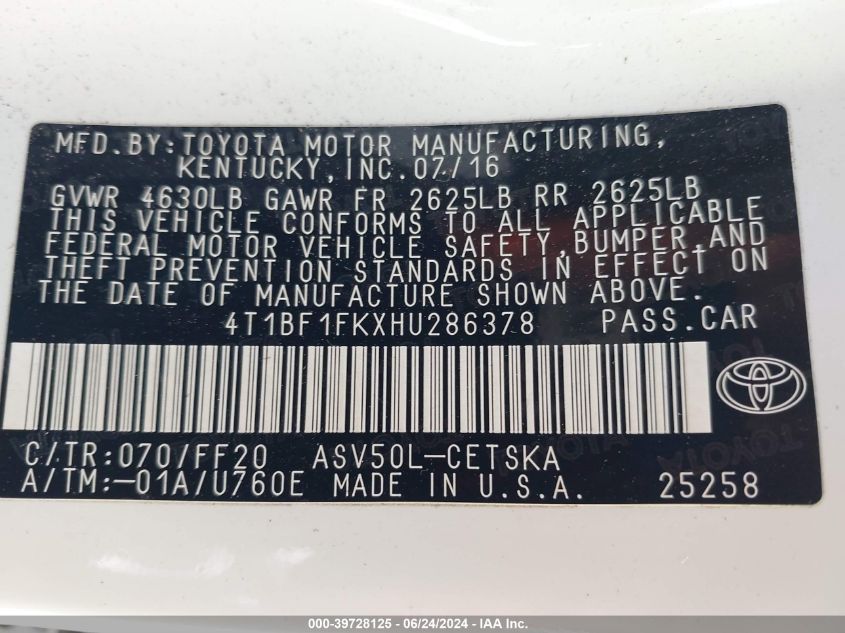 MFD.BY:TOYOTA MOTOR MANUFACTURING,
KENTUCKY, INC. 07/16
GVWR 4630LB GAWR FR 2625LB RR 2625LB
THIS VEHICLE CONFORMS TO ALL APPLICABLE
FEDERAL MOTOR VEHICLE SAFETY, BUMPER, AND
THEFT PREVENTION STANDARDS IN EFFECT ON
THE DATE OF MANUFACTURE SHOWN ABOVE.
4T1BF1FKXHU286378 PASS.CAR
C/TR:070/FF20 ASV50L-CETSKA
A/TM:-01A/U760E MADE IN U.S.A. 25258
000-39728125 - 06/24/2024 - IAAI.COM